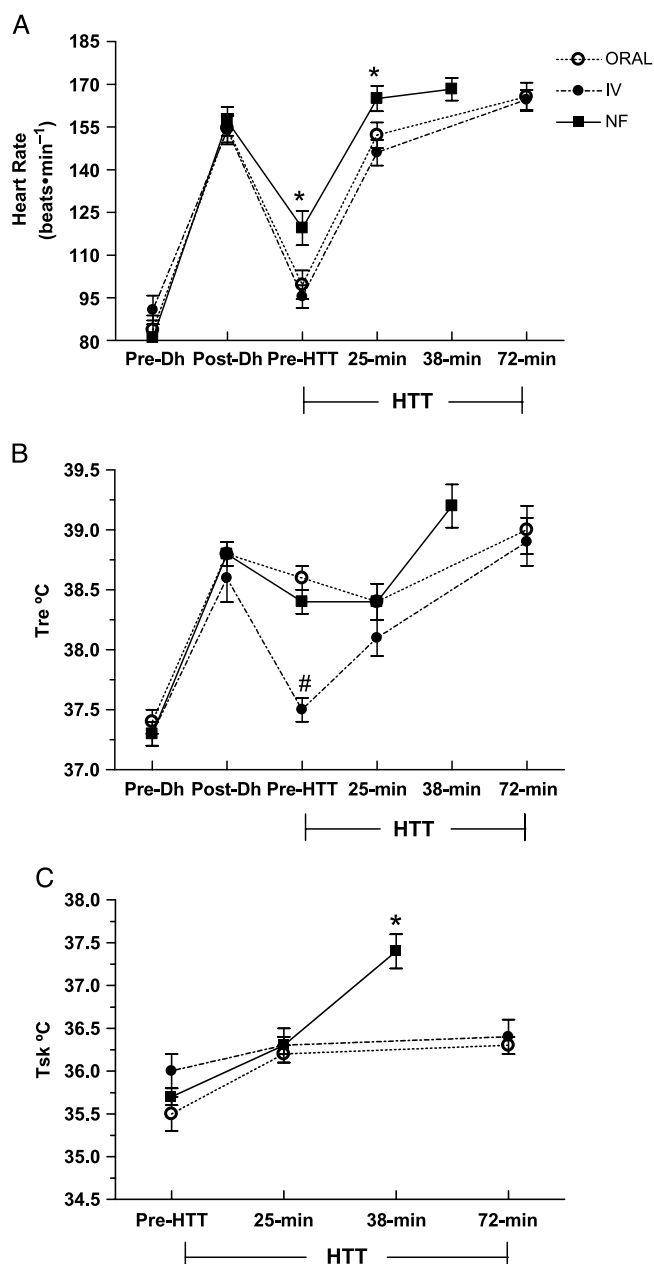 A
185
170
155
140
125
110
95
80
Heart Rate
(beats•min⁻¹)
*
*
ORAL
IV
NF
Pre-Dh Post-Dh Pre-HTT 25-min 38-min 72-min
HTT
B
39.5
39.0
38.5
38.0
37.5
37.0
Tre ºC
#
Pre-Dh Post-Dh Pre-HTT 25-min 38-min 72-min
HTT
C
38.0
37.5
37.0
36.5
36.0
35.5
35.0
34.5
Tsk ºC
*
Pre-HTT 25-min 38-min 72-min
HTT